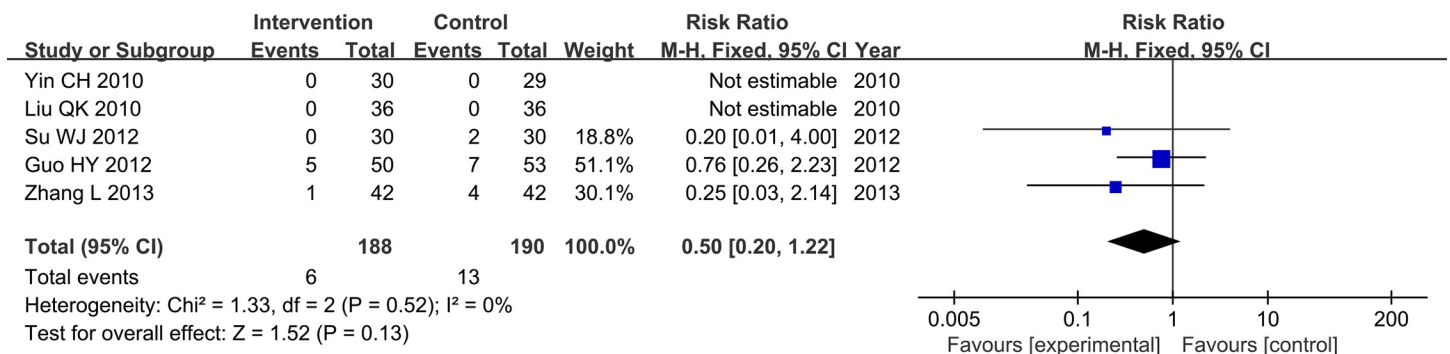 Intervention Control Risk Ratio Risk Ratio
Study or Subgroup Events Total Events Total Weight M-H, Fixed, 95% CI Year M-H, Fixed, 95% CI
Yin CH 2010 0 30 0 29 Not estimable 2010
Liu QK 2010 0 36 0 36 Not estimable 2010
Su WJ 2012 0 30 2 30 18.8% 0.20 [0.01, 4.00] 2012
Guo HY 2012 5 50 7 53 51.1% 0.76 [0.26, 2.23] 2012
Zhang L 2013 1 42 4 42 30.1% 0.25 [0.03, 2.14] 2013
Total (95% CI) 188 190 100.0% 0.50 [0.20, 1.22]
Total events 6 13
Heterogeneity: Chi² = 1.33, df = 2 (P = 0.52); I² = 0%
Test for overall effect: Z = 1.52 (P = 0.13)
0.005 0.1 1 10 200
Favours [experimental] Favours [control]